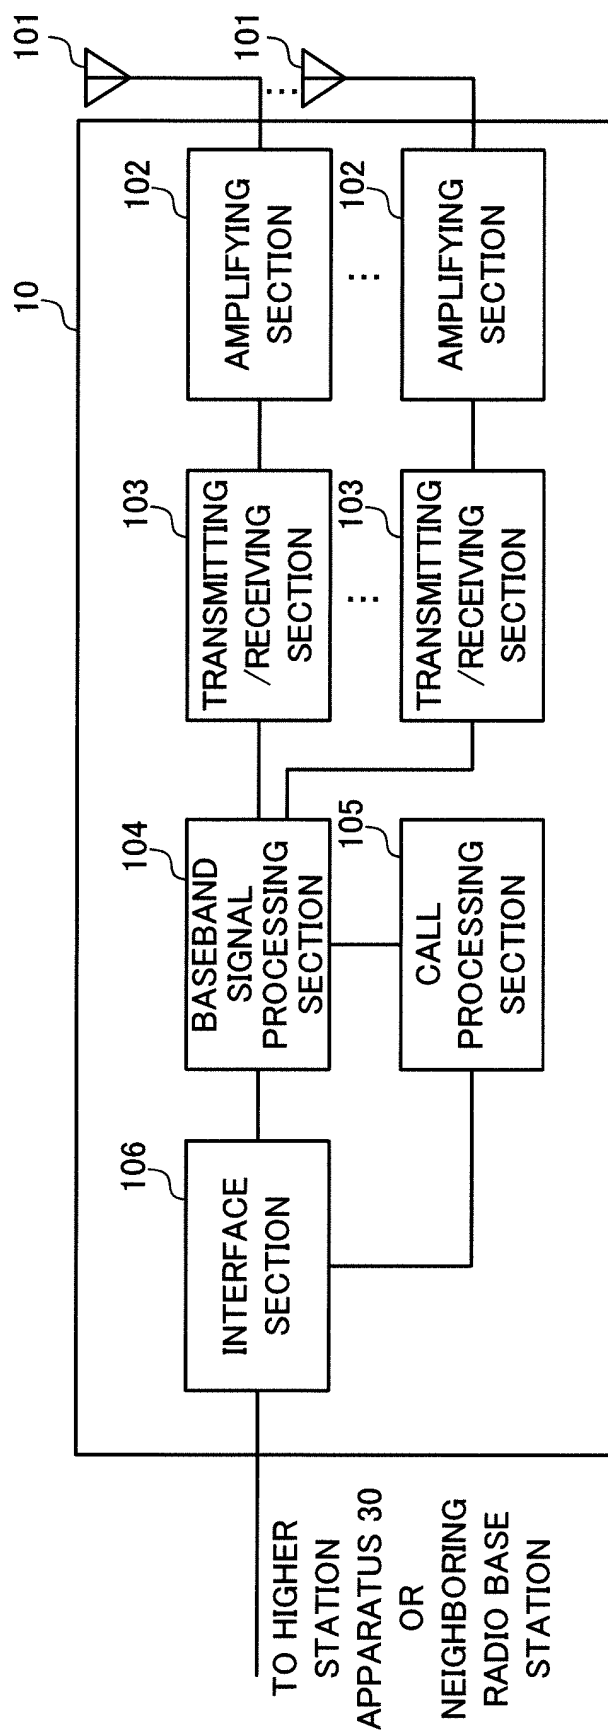 10
101
101
106
INTERFACE
SECTION
104
BASEBAND
SIGNAL
PROCESSING
SECTION
103
TRANSMITTING
/RECEIVING
SECTION
102
AMPLIFYING
SECTION
105
CALL
PROCESSING
SECTION
103
TRANSMITTING
/RECEIVING
SECTION
102
AMPLIFYING
SECTION
TO HIGHER
STATION
APPARATUS 30
OR
NEIGHBORING
RADIO BASE
STATION